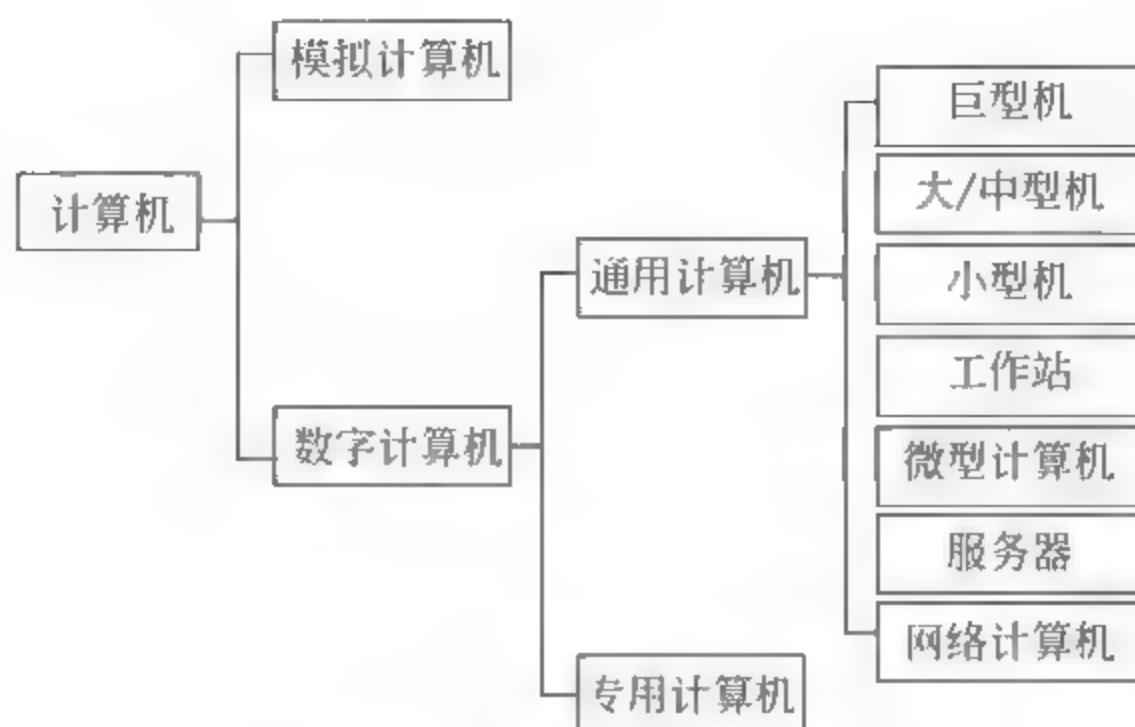 模拟计算机
巨型机
大/中型机
计算机
通用计算机
小型机
工作站
数字计算机
微型计算机
服务器
网络计算机
专用计算机